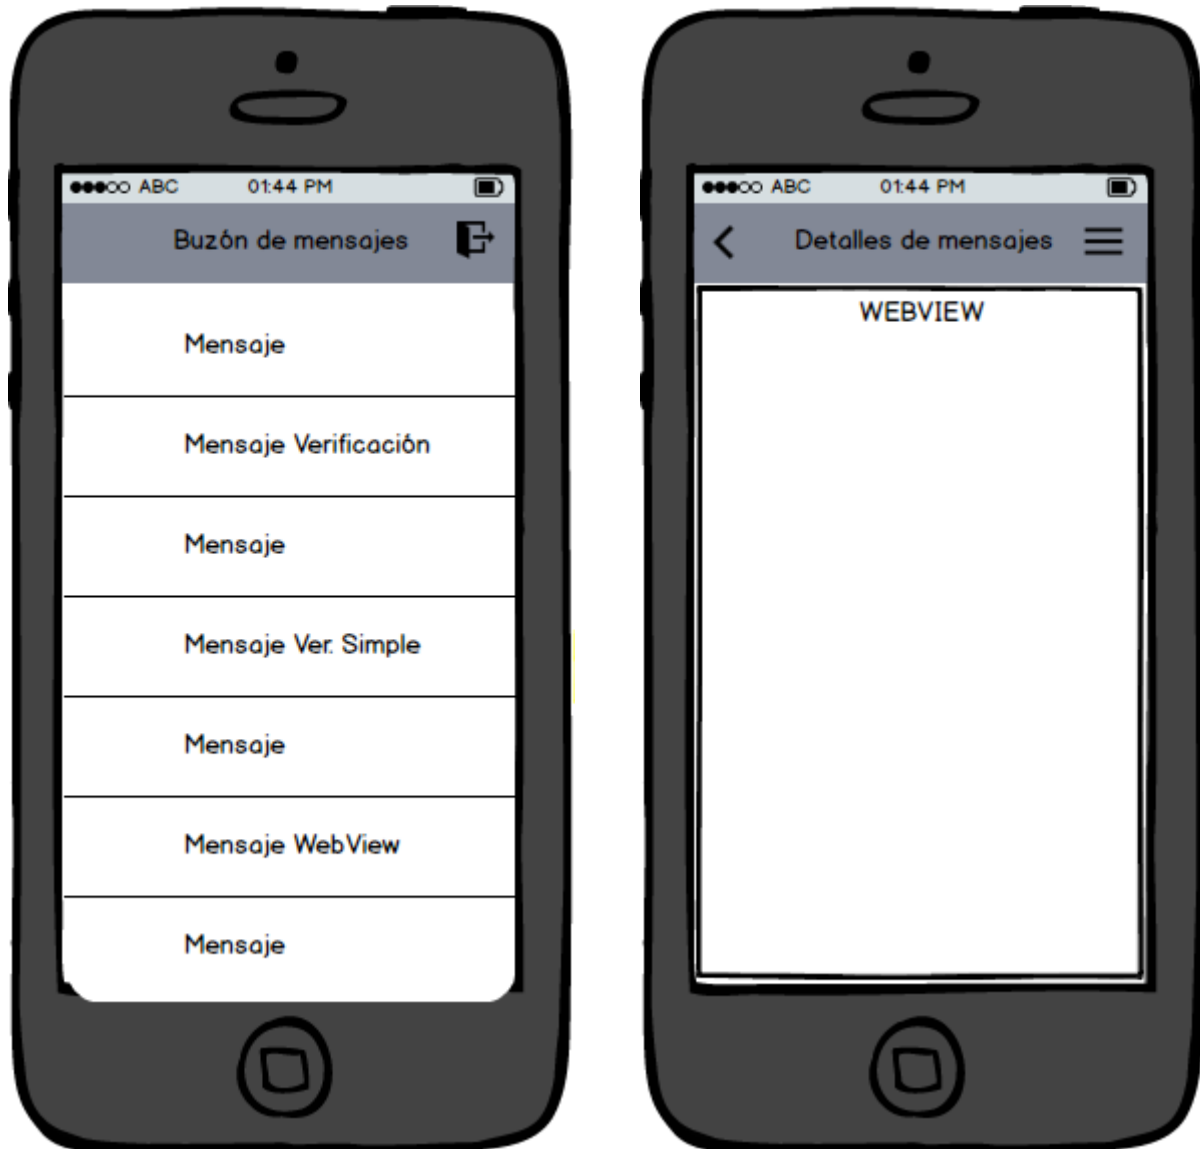 ABC 01:44 PM
Buzón de mensajes
Mensaje
Mensaje Verificación
Mensaje
Mensaje Ver. Simple
Mensaje
Mensaje WebView
Mensaje
ABC 01:44 PM
Detalles de mensajes
WEBVIEW